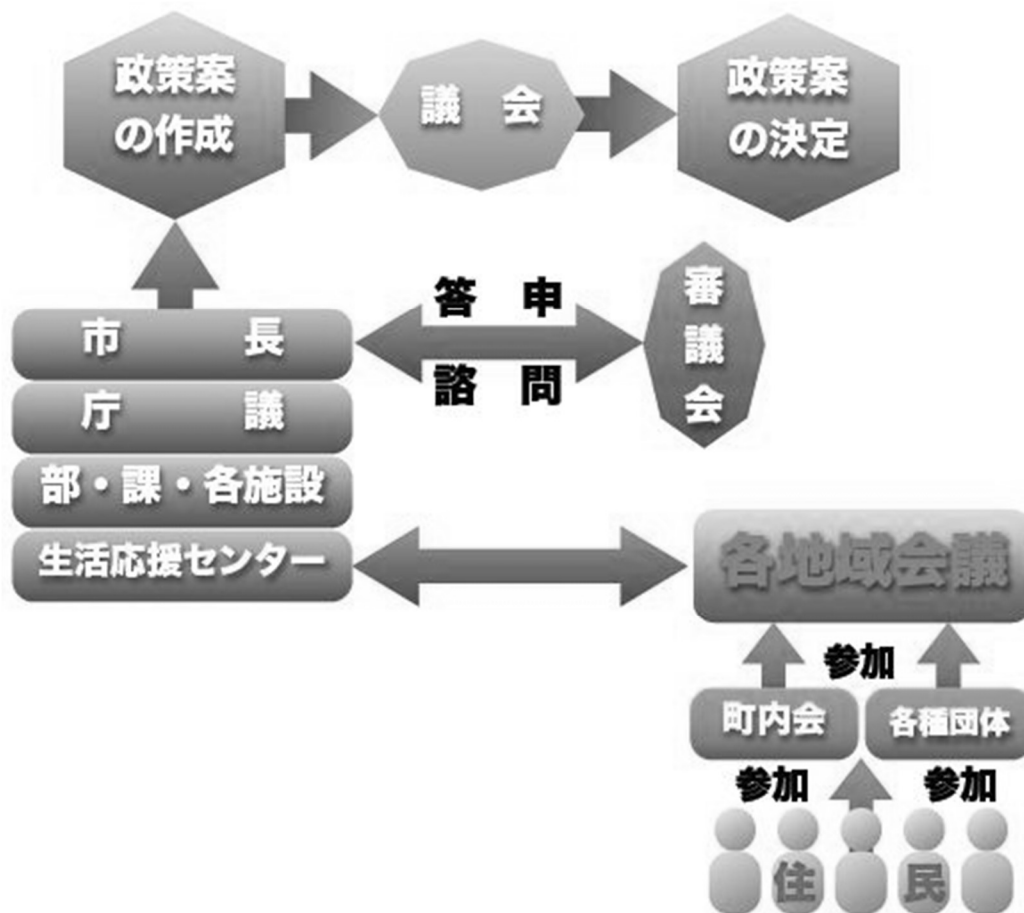 政策案
の作成
議 会
政策案
の決定
市 長
庁 議
部・課・各施設
生活応援センター
答 申
諮 問
審議会
各地域会議
参加
町内会
各種団体
参加
参加
住 民